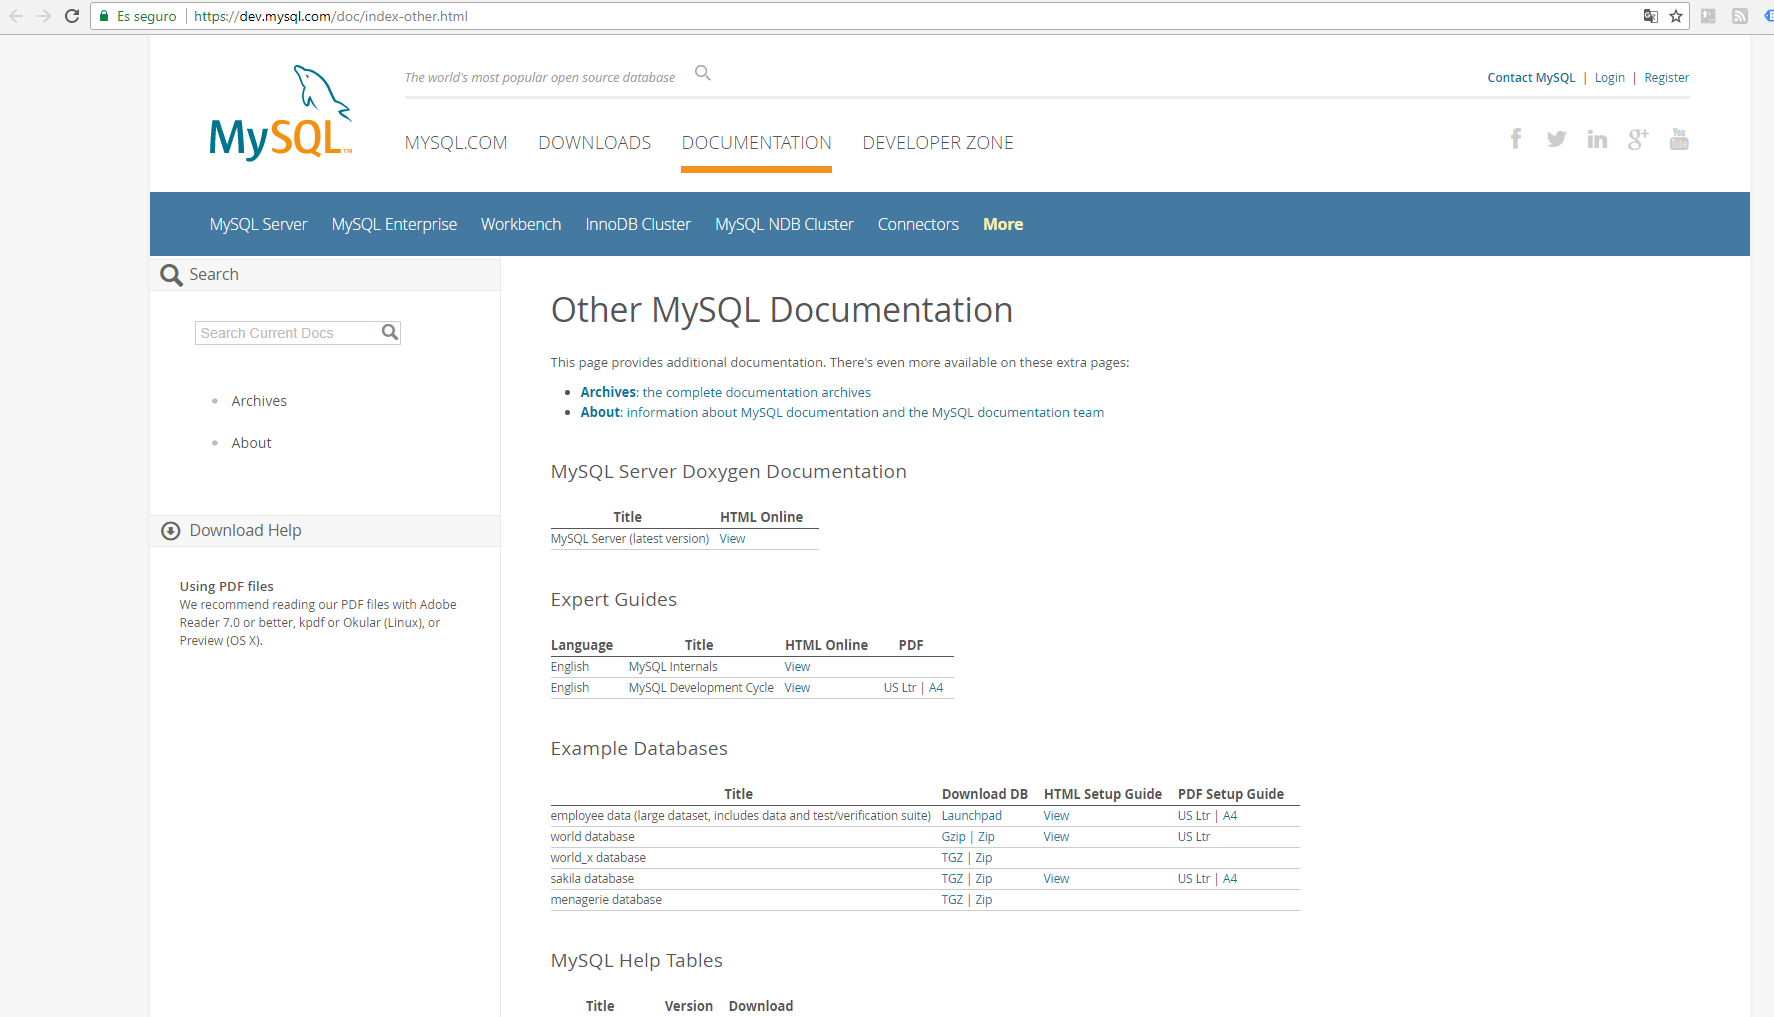 Es seguro https://dev.mysql.com/doc/index-other.html
The world's most popular open source database
Contact MySQL | Login | Register
MySQL™
MYSQL.COM DOWNLOADS DOCUMENTATION DEVELOPER ZONE
You Tube
MySQL Server MySQL Enterprise Workbench InnoDB Cluster MySQL NDB Cluster Connectors More
Search
Search Current Docs
Archives
About
Download Help
Using PDF files
We recommend reading our PDF files with Adobe
Reader 7.0 or better, kpdf or Okular (Linux), or
Preview (OS X).
Other MySQL Documentation
This page provides additional documentation. There's even more available on these extra pages:
Archives: the complete documentation archives
About: information about MySQL documentation and the MySQL documentation team
MySQL Server Doxygen Documentation
Title HTML Online
MySQL Server (latest version) View
Expert Guides
Language Title HTML Online PDF
English MySQL Internals View
English MySQL Development Cycle View US Ltr | A4
Example Databases
Title Download DB HTML Setup Guide PDF Setup Guide
employee data (large dataset, includes data and test/verification suite) Launchpad View US Ltr | A4
world database Gzip | Zip View US Ltr
world_x database TGZ | Zip
sakila database TGZ | Zip View US Ltr | A4
menagerie database TGZ | Zip
MySQL Help Tables
Title Version Download